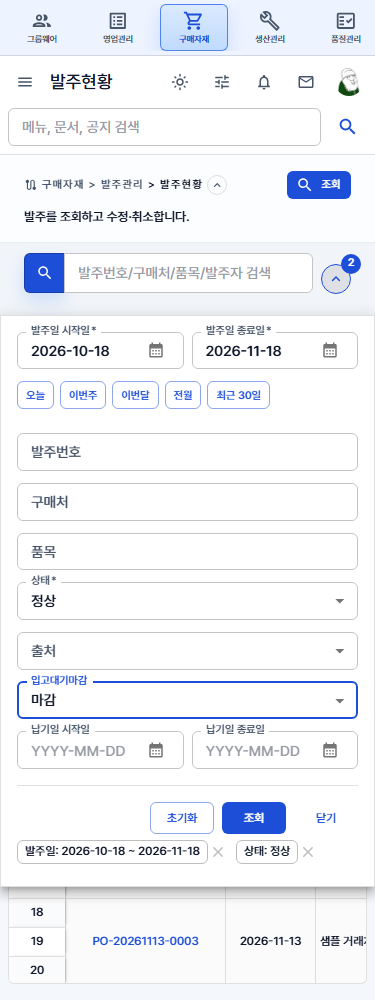 그룹웨어 영업관리 구매자재 생산관리 품질관리
발주현황
메뉴, 문서, 공지 검색
구매자재 > 발주관리 > 발주현황
조회
발주를 조회하고 수정·취소합니다.
발주번호/구매처/품목/발주자 검색
2
발주일 시작일* 발주일 종료일*
2026-10-18 2026-11-18
오늘 이번주 이번달 전월 최근 30일
발주번호
구매처
품목
상태*
정상
출처
입고대기마감
마감
납기일 시작일 납기일 종료일
YYYY-MM-DD YYYY-MM-DD
초기화 조회 닫기
발주일: 2026-10-18 ~ 2026-11-18 상태: 정상
18
19 PO-20261113-0003 2026-11-13 샘플 거래
20